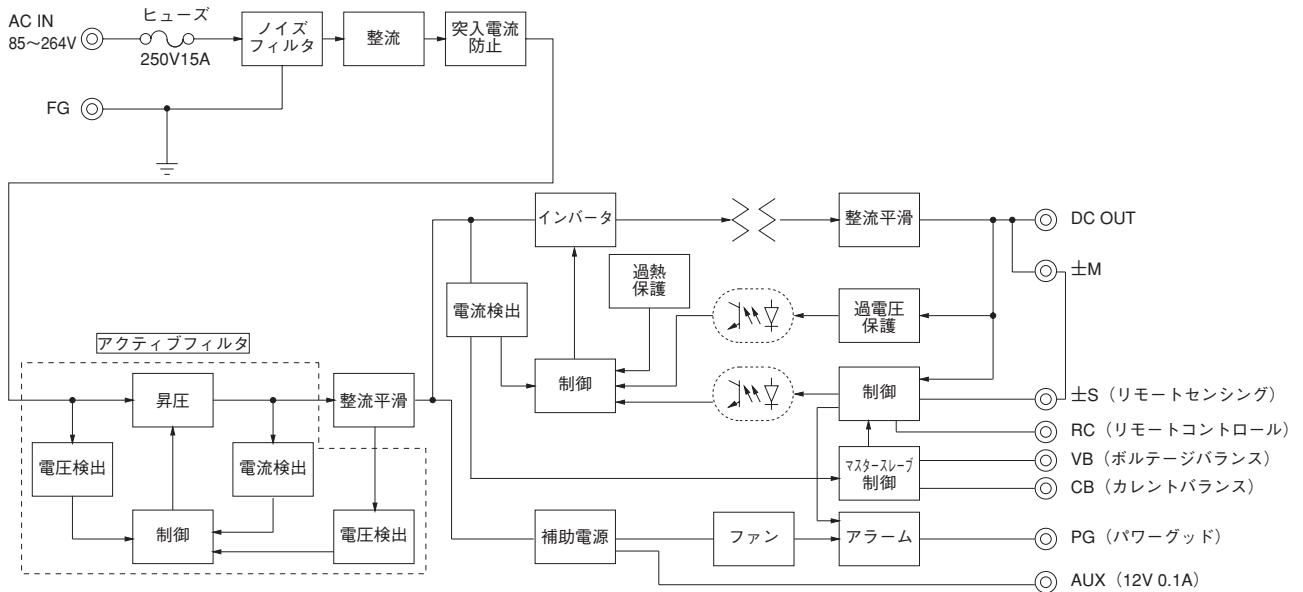 AC IN
85～264V
ヒューズ
250V15A
ノイズ
フィルタ
整流
突入電流
防止
FG
インバータ
整流平滑
DC OUT
±M
過熱
保護
電流検出
過電圧
保護
アクティブフィルタ
昇圧
整流平滑
制御
制御
±S（リモートセンシング）
RC（リモートコントロール）
電圧検出
電流検出
マスタースレーブ
制御
VB（ボルテージバランス）
CB（カレントバランス）
制御
電圧検出
補助電源
ファン
アラーム
PG（パワーグッド）
AUX（12V 0.1A）